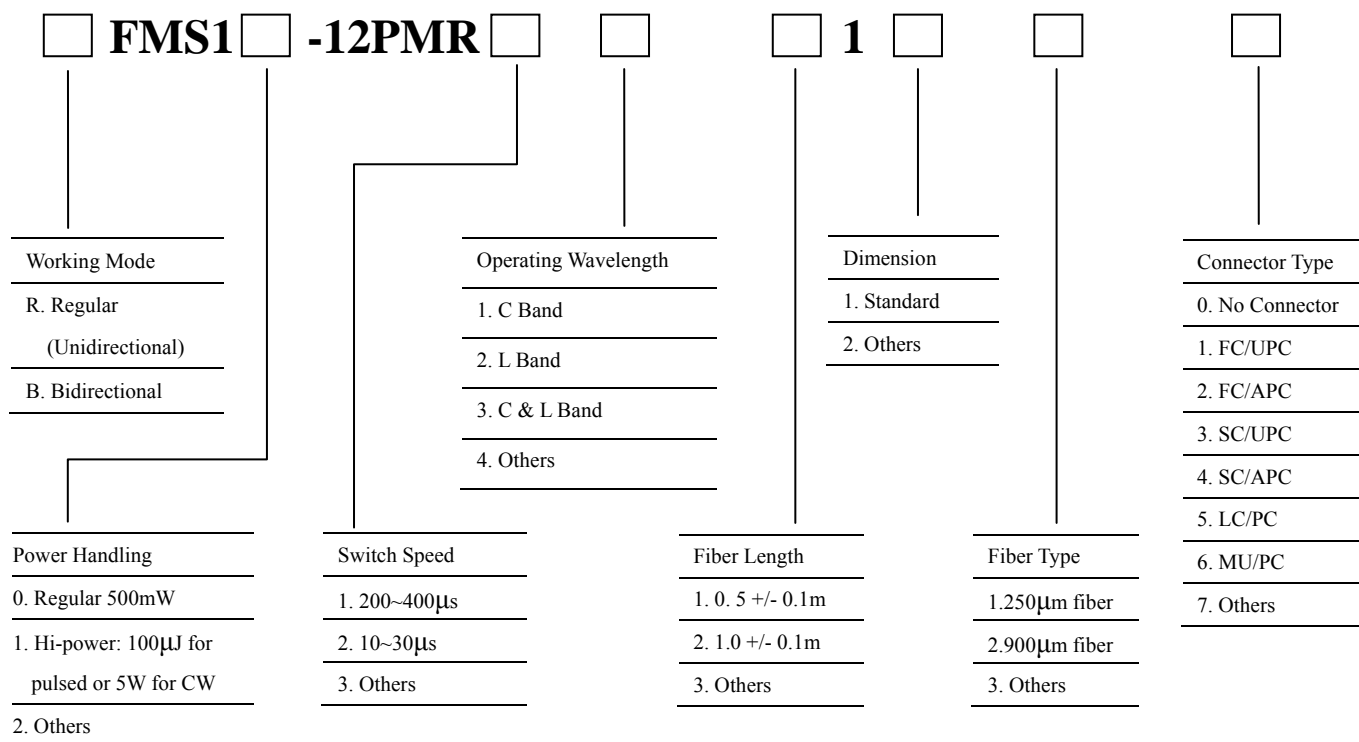 □ FMS1 □ -12PMR □ □ □ 1 □ □ □
Working Mode
R. Regular
(Unidirectional)
B. Bidirectional
Operating Wavelength
1. C Band
2. L Band
3. C & L Band
4. Others
Dimension
1. Standard
2. Others
Connector Type
0. No Connector
1. FC/UPC
2. FC/APC
3. SC/UPC
4. SC/APC
5. LC/PC
6. MU/PC
7. Others
Power Handling
0. Regular 500mW
1. Hi-power: 100μJ for
pulsed or 5W for CW
2. Others
Switch Speed
1. 200~400μs
2. 10~30μs
3. Others
Fiber Length
1. 0. 5 +/- 0.1m
2. 1.0 +/- 0.1m
3. Others
Fiber Type
1.250μm fiber
2.900μm fiber
3. Others